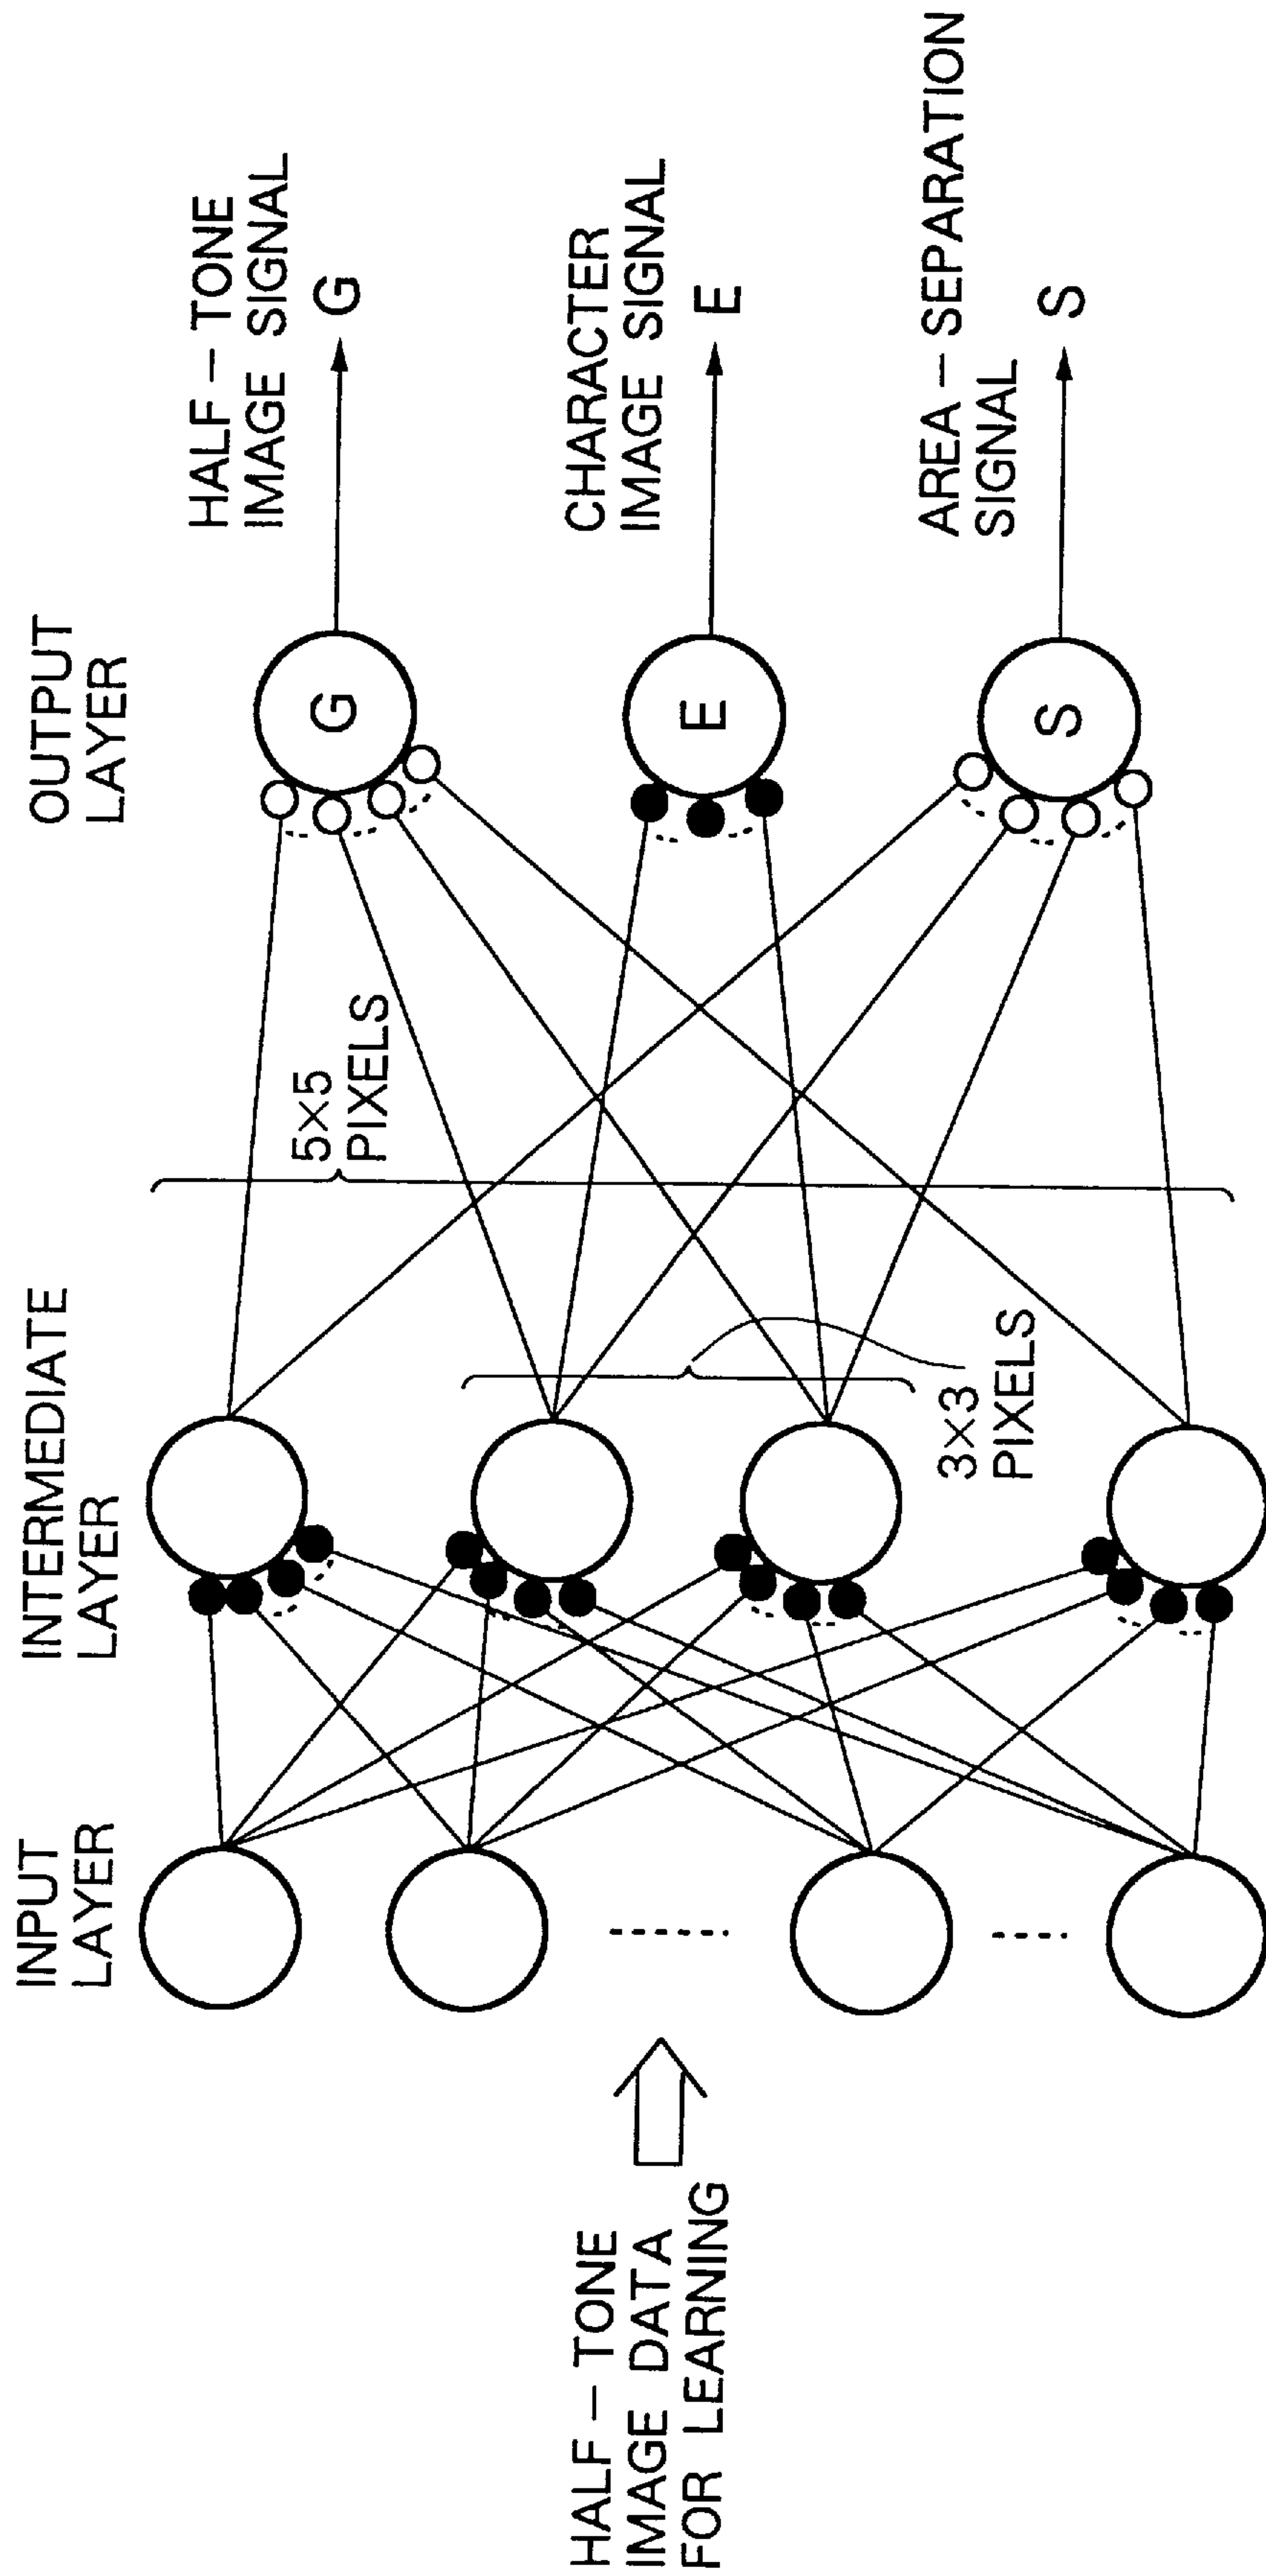 HALF-TONE
IMAGE DATA
FOR LEARNING
INPUT
LAYER
INTERMEDIATE
LAYER
3×3
PIXELS
5×5
PIXELS
OUTPUT
LAYER
G
E
S
HALF-TONE
IMAGE SIGNAL
G
CHARACTER
IMAGE SIGNAL
E
AREA-SEPARATION
SIGNAL
S